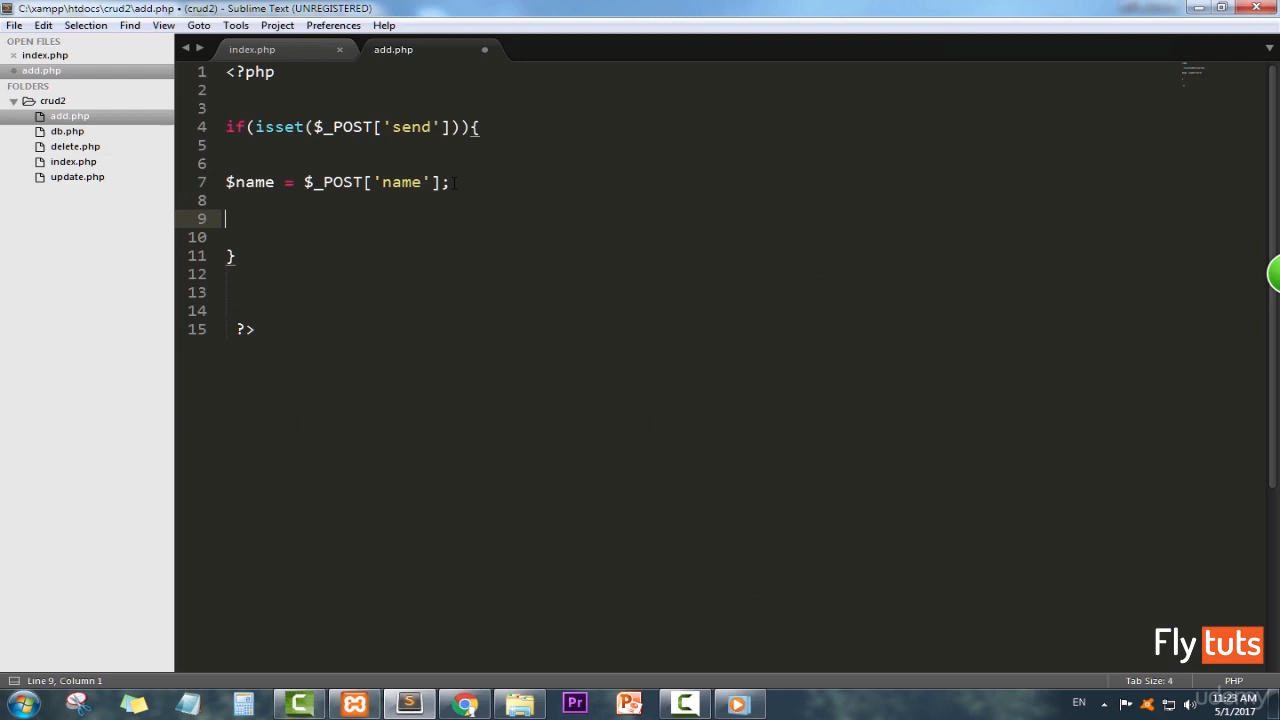 C:\xampp\htdocs\crud2\add.php • (crud2) - Sublime Text (UNREGISTERED)
File Edit Selection Find View Goto Tools Project Preferences Help
OPEN FILES
index.php
add.php
FOLDERS
crud2
add.php
db.php
delete.php
index.php
update.php
index.php
add.php
1 <?php
2
3
4 if(isset($_POST['send'])){
5
6
7 $name = $_POST['name'];
8
9
10
11 }
12
13
14
15 ?>
Fly tuts
Line 9, Column 1
Tab Size: 4
PHP
Pr
EN
11:23 AM
5/1/2017
udemy